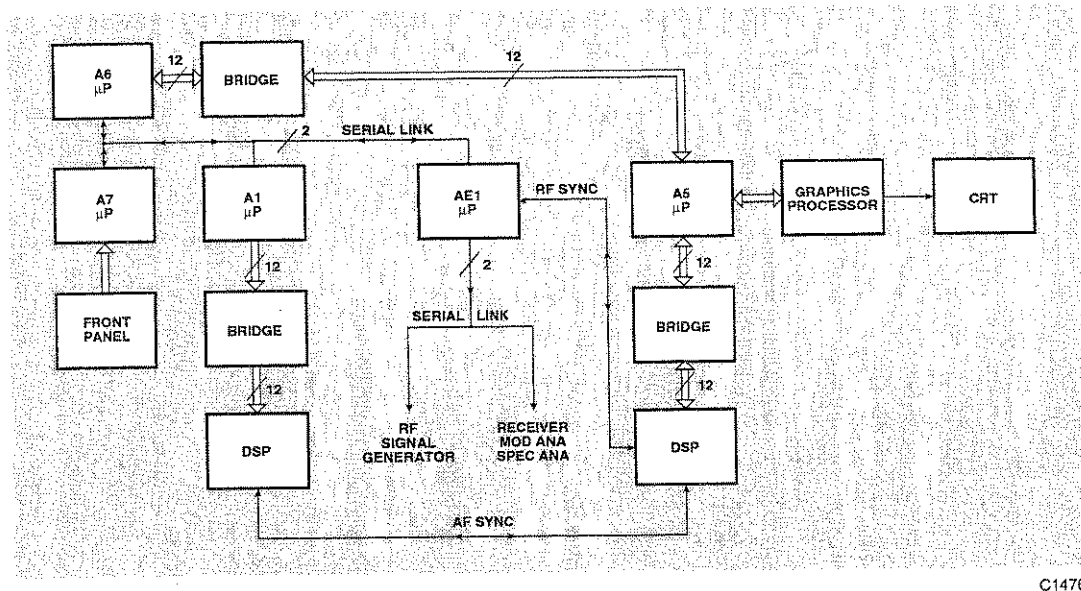 A6
µP
12
BRIDGE
12
2
SERIAL LINK
A7
µP
A1
µP
AE1
µP
RF SYNC
A5
µP
GRAPHICS
PROCESSOR
CRT
12
2
12
FRONT
PANEL
BRIDGE
SERIAL LINK
BRIDGE
12
12
DSP
RF
SIGNAL
GENERATOR
RECEIVER
MOD ANA
SPEC ANA
DSP
AF SYNC
C1476